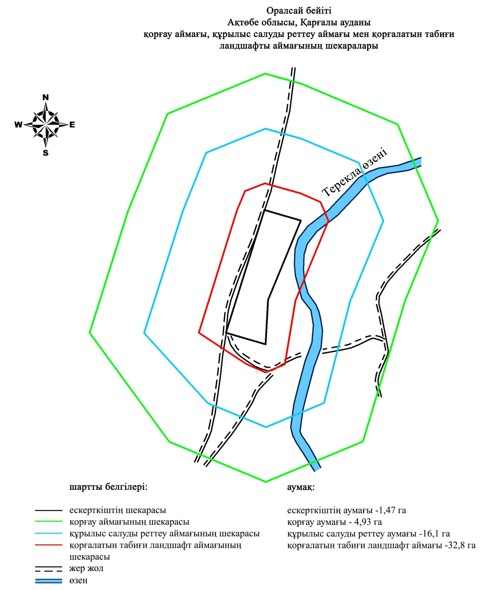 Оралсай бейіті
Ақтөбе облысы, Қарғалы ауданы
қорғау аймағы, құрылыс салуды реттеу аймағы мен қорғалатын табиғи
ландшафты аймағының шекаралары
N
W E
S
Терекла өзені
шартты белгілері:
ескерткіштің шекарасы
қорғау аймағының шекарасы
құрылыс салуды реттеу аймағының шекарасы
қорғалатын табиғи ландшафт аймағының
шекарасы
жер жол
өзен
аумақ:
ескерткіштің аумағы -1,47 га
қорғау аумағы - 4,93 га
құрылыс салуды реттеу аумағы -16,1 га
қорғалатын табиғи ландшафт аймағы -32,8 га